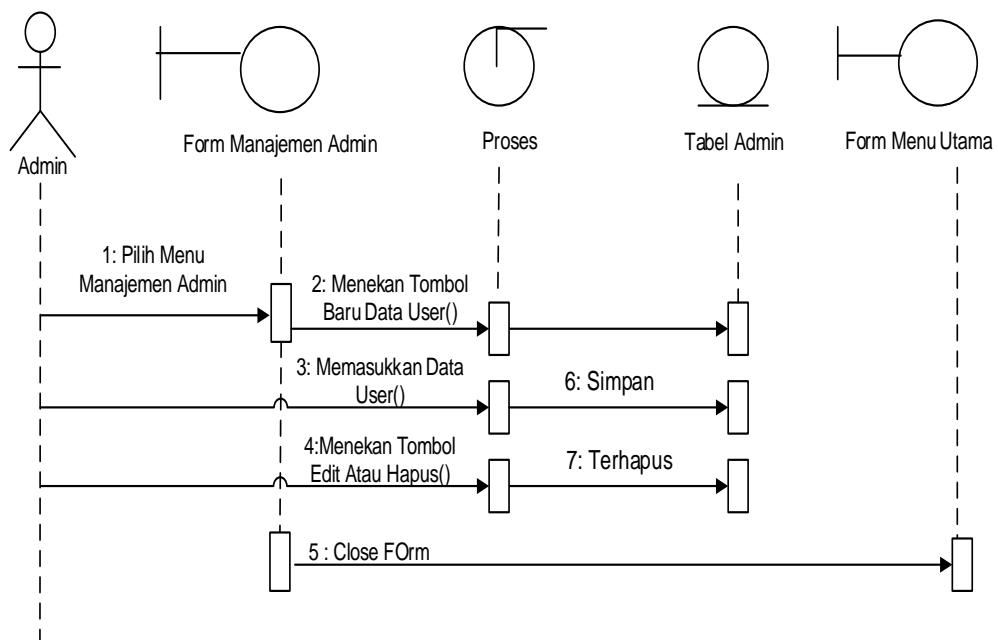 Admin
Form Manajemen Admin
Proses
Tabel Admin
Form Menu Utama
1: Pilih Menu
Manajemen Admin
2: Menekan Tombol
Baru Data User()
3: Memasukkan Data
User()
6: Simpan
4:Menekan Tombol
Edit Atau Hapus()
7: Terhapus
5 : Close FOrm